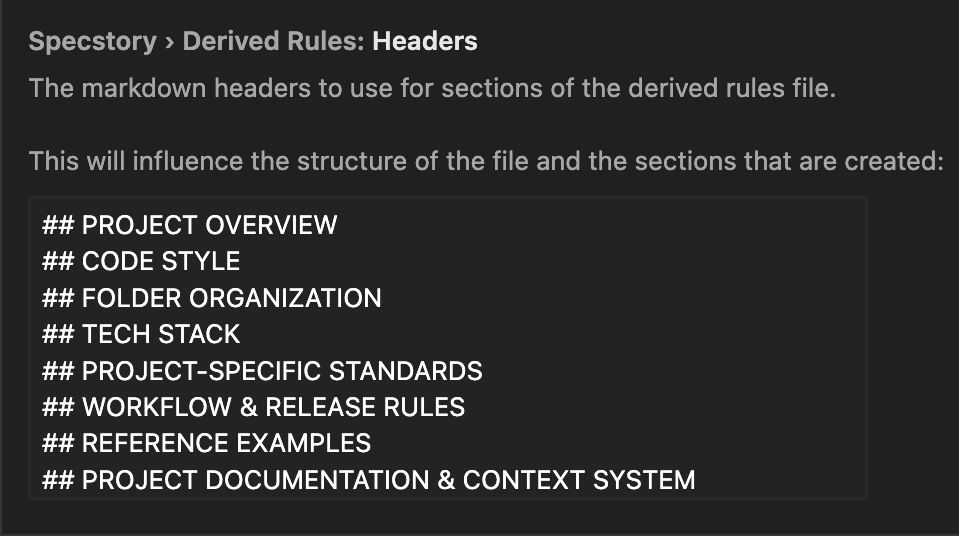 Specstory › Derived Rules: Headers
The markdown headers to use for sections of the derived rules file.
This will influence the structure of the file and the sections that are created:
## PROJECT OVERVIEW
## CODE STYLE
## FOLDER ORGANIZATION
## TECH STACK
## PROJECT-SPECIFIC STANDARDS
## WORKFLOW & RELEASE RULES
## REFERENCE EXAMPLES
## PROJECT DOCUMENTATION & CONTEXT SYSTEM